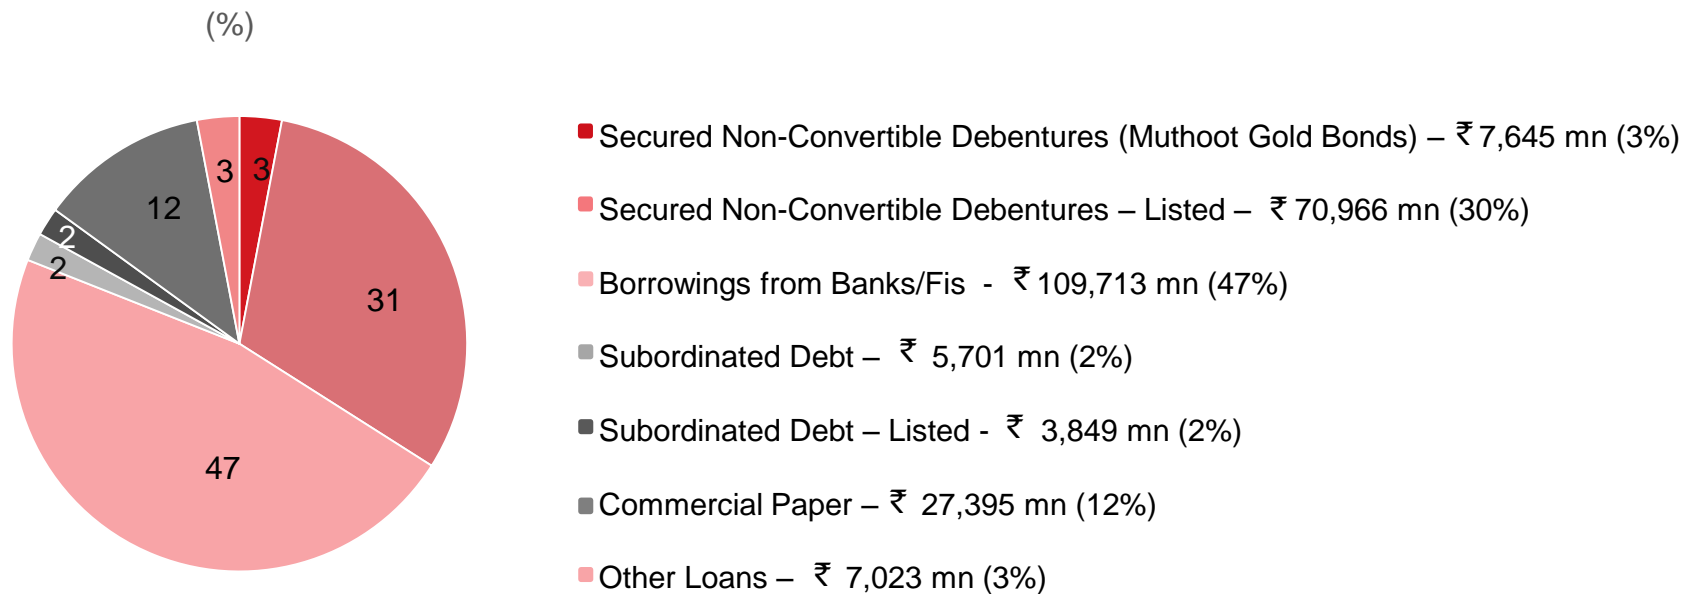 (%)
3
3
12
2
2
31
47
Secured Non-Convertible Debentures (Muthoot Gold Bonds) – ₹ 7,645 mn (3%)
Secured Non-Convertible Debentures – Listed – ₹ 70,966 mn (30%)
Borrowings from Banks/Fis - ₹ 109,713 mn (47%)
Subordinated Debt – ₹ 5,701 mn (2%)
Subordinated Debt – Listed - ₹ 3,849 mn (2%)
Commercial Paper – ₹ 27,395 mn (12%)
Other Loans – ₹ 7,023 mn (3%)